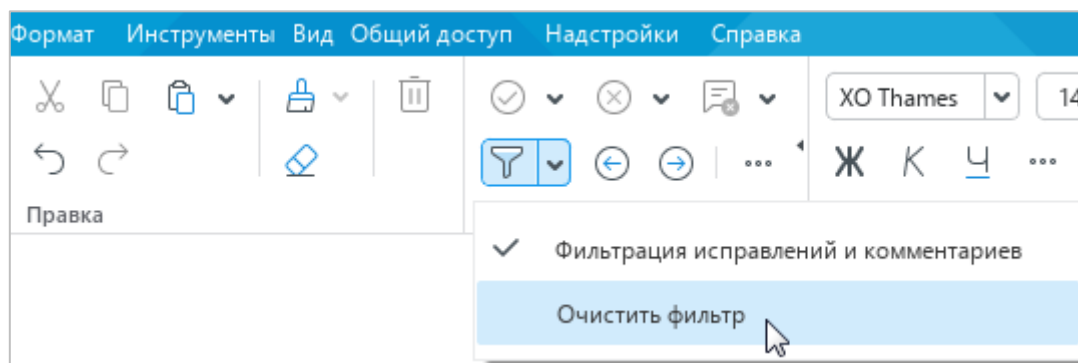 Формат Инструменты Вид Общий доступ Надстройки Справка
XO Thames 14
Ж К Ч
Правка
Фильтрация исправлений и комментариев
Очистить фильтр